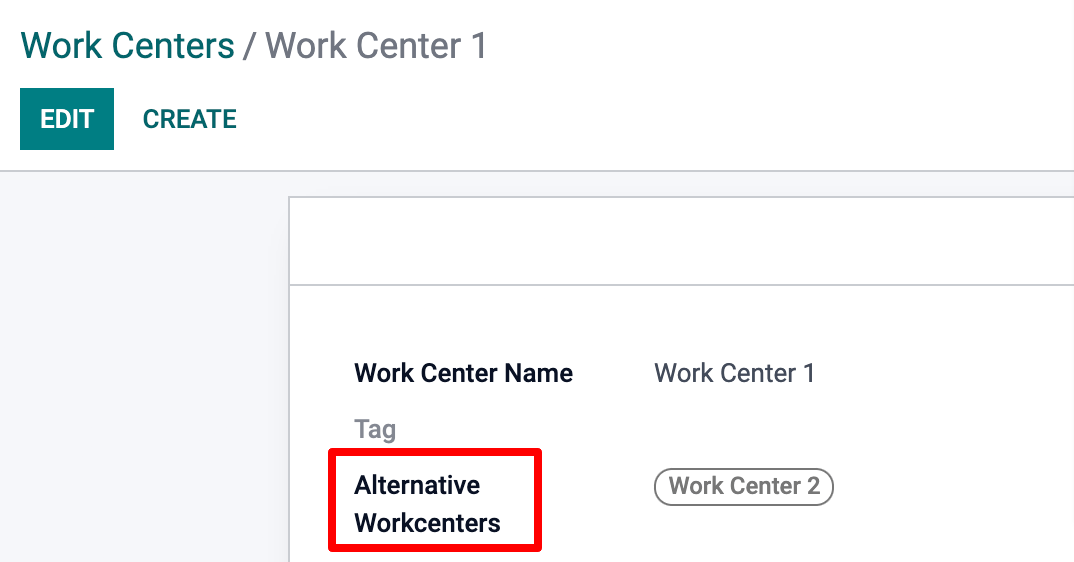 Work Centers / Work Center 1
EDIT CREATE
Work Center Name Work Center 1
Tag
Alternative Work Center 2
Workcenters